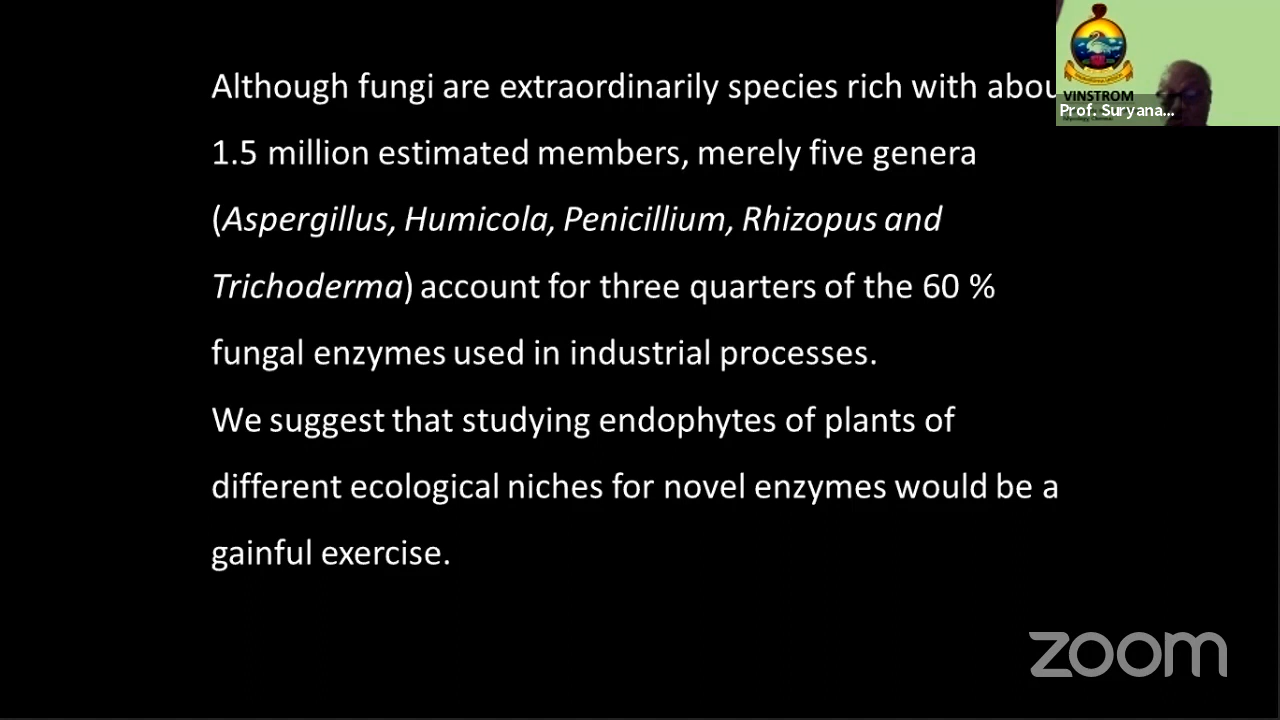 Although fungi are extraordinarily species rich with abou
1.5 million estimated members, merely five genera
(Aspergillus, Humicola, Penicillium, Rhizopus and
Trichoderma) account for three quarters of the 60 %
fungal enzymes used in industrial processes.
We suggest that studying endophytes of plants of
different ecological niches for novel enzymes would be a
gainful exercise.
VINSTROM
Prof. Suryana...
zoom